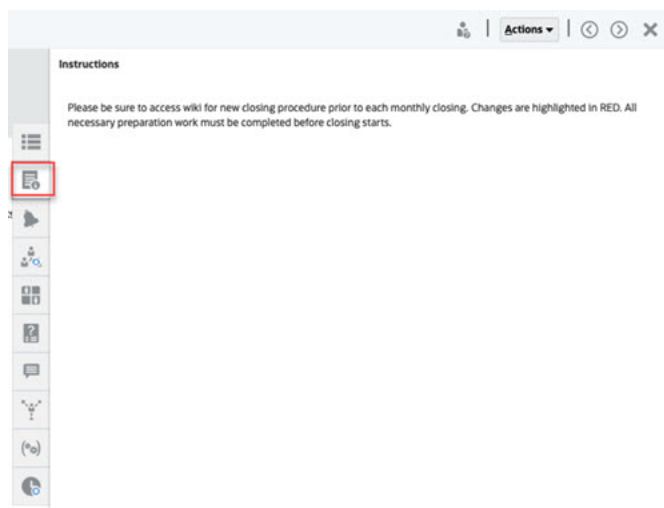 Actions
Instructions
Please be sure to access wiki for new closing procedure prior to each monthly closing. Changes are highlighted in RED. All
necessary preparation work must be completed before closing starts.